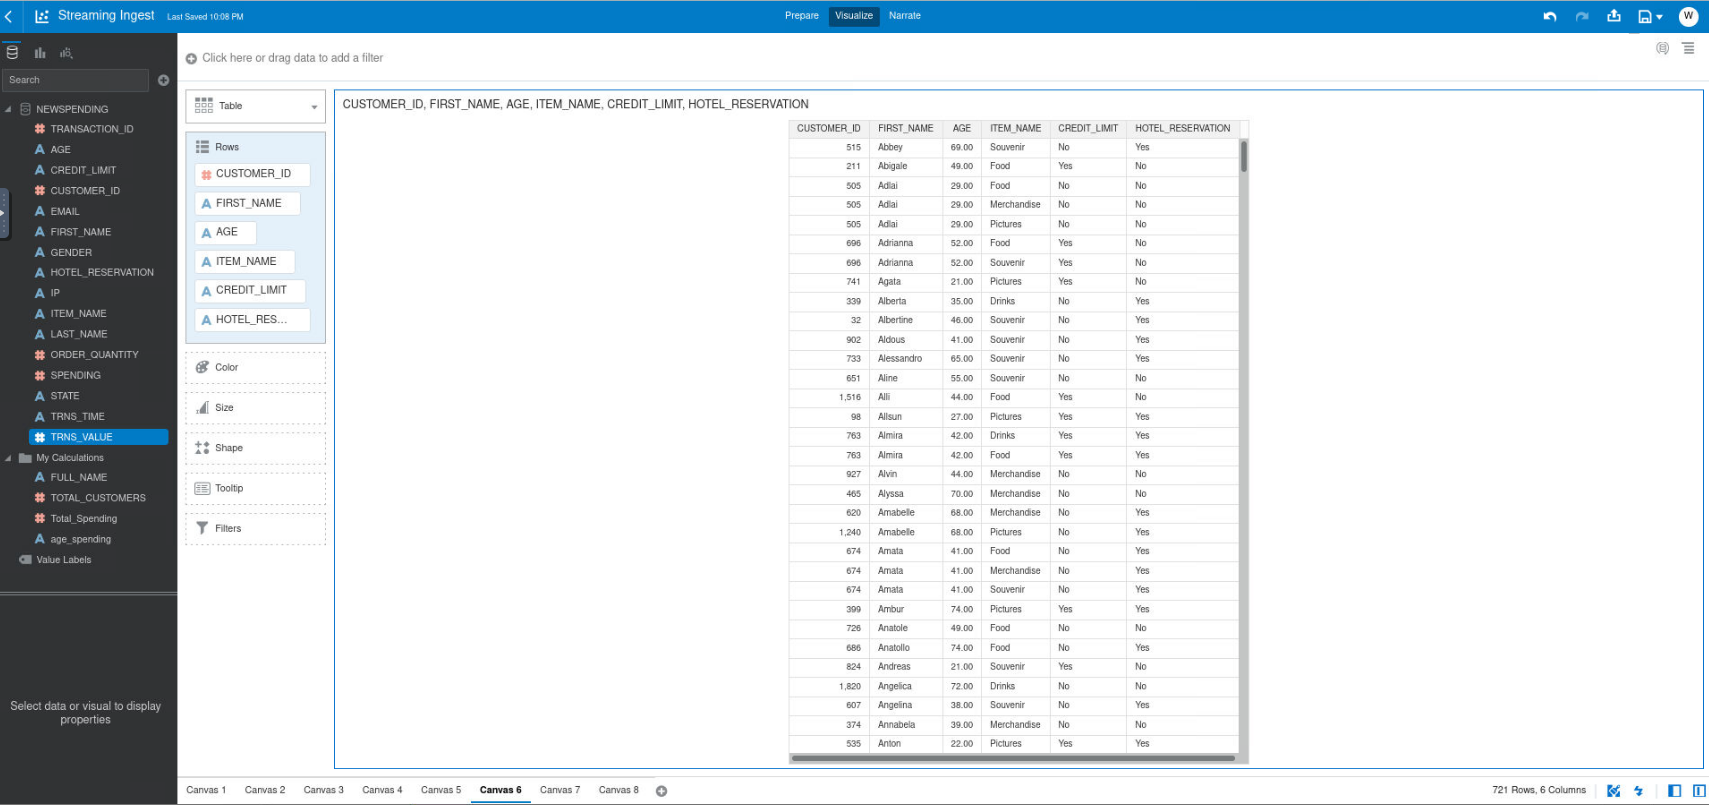 Streaming Ingest Last Saved 10:08 PM Prepare Visualize Narrate W
Click here or drag data to add a filter
Search
NEWSPENDING
TRANSACTION_ID
AGE
CREDIT_LIMIT
CUSTOMER_ID
EMAIL
FIRST_NAME
GENDER
HOTEL_RESERVATION
IP
ITEM_NAME
LAST_NAME
ORDER_QUANTITY
SPENDING
STATE
TRNS_TIME
TRNS_VALUE
My Calculations
FULL_NAME
TOTAL_CUSTOMERS
Total_Spending
age_spending
Value Labels
Select data or visual to display
properties
Table
Rows
CUSTOMER_ID
FIRST_NAME
AGE
ITEM_NAME
CREDIT_LIMIT
HOTEL_RES...
Color
Size
Shape
Tooltip
Filters
CUSTOMER_ID, FIRST_NAME, AGE, ITEM_NAME, CREDIT_LIMIT, HOTEL_RESERVATION
CUSTOMER_ID FIRST_NAME AGE ITEM_NAME CREDIT_LIMIT HOTEL_RESERVATION
515 Abbey 69.00 Souvenir No Yes
211 Abigale 49.00 Food Yes No
505 Adlai 29.00 Food No No
505 Adlai 29.00 Merchandise No No
505 Adlai 29.00 Pictures No No
696 Adrianna 52.00 Food Yes No
696 Adrianna 52.00 Souvenir Yes No
741 Agata 21.00 Pictures Yes No
339 Alberta 35.00 Drinks No Yes
32 Albertine 46.00 Souvenir No Yes
902 Aldous 41.00 Souvenir No Yes
733 Alessandro 65.00 Souvenir No Yes
651 Aline 55.00 Souvenir No No
1,516 Alli 44.00 Food Yes No
98 Allsun 27.00 Pictures Yes Yes
763 Almira 42.00 Drinks Yes Yes
763 Almira 42.00 Food Yes Yes
927 Alvin 44.00 Merchandise No No
465 Alyssa 70.00 Merchandise No No
620 Amabelle 68.00 Merchandise No Yes
1,240 Amabelle 68.00 Pictures No Yes
674 Amata 41.00 Food No Yes
674 Amata 41.00 Merchandise No Yes
674 Amata 41.00 Souvenir No Yes
399 Ambur 74.00 Pictures Yes Yes
726 Anatole 49.00 Food No No
686 Anatollo 74.00 Food No Yes
824 Andreas 21.00 Souvenir Yes No
1,820 Angelica 72.00 Drinks No No
607 Angelina 38.00 Souvenir No Yes
374 Annabela 39.00 Merchandise No No
535 Anton 22.00 Pictures Yes Yes
Canvas 1 Canvas 2 Canvas 3 Canvas 4 Canvas 5 Canvas 6 Canvas 7 Canvas 8 721 Rows, 6 Columns